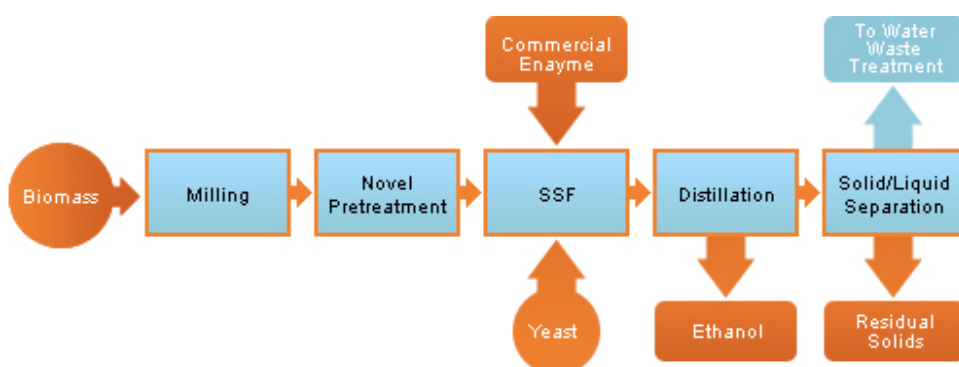 Commercial
Enayme
To Water
Waste
Treatment
Biomass
Milling
Novel
Pretreatment
SSF
Distillation
Solid/Liquid
Separation
Yeast
Ethanol
Residual
Solids